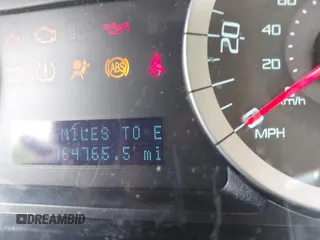 ABS
20
40
20
km/h
MPH
MILES TO E
164765.5 mi
DREAMBID